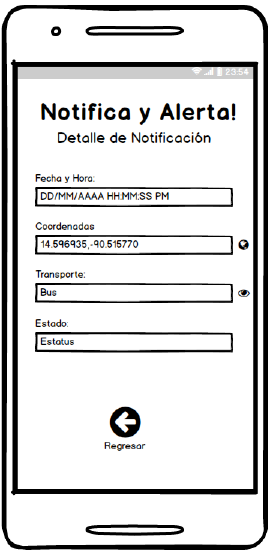 23:54
Notifica y Alerta!
Detalle de Notificación
Fecha y Hora:
DD/MM/AAAA HH:MM:SS PM
Coordenadas
14.596935,-90.515770
Transporte:
Bus
Estado:
Estatus
Regresar